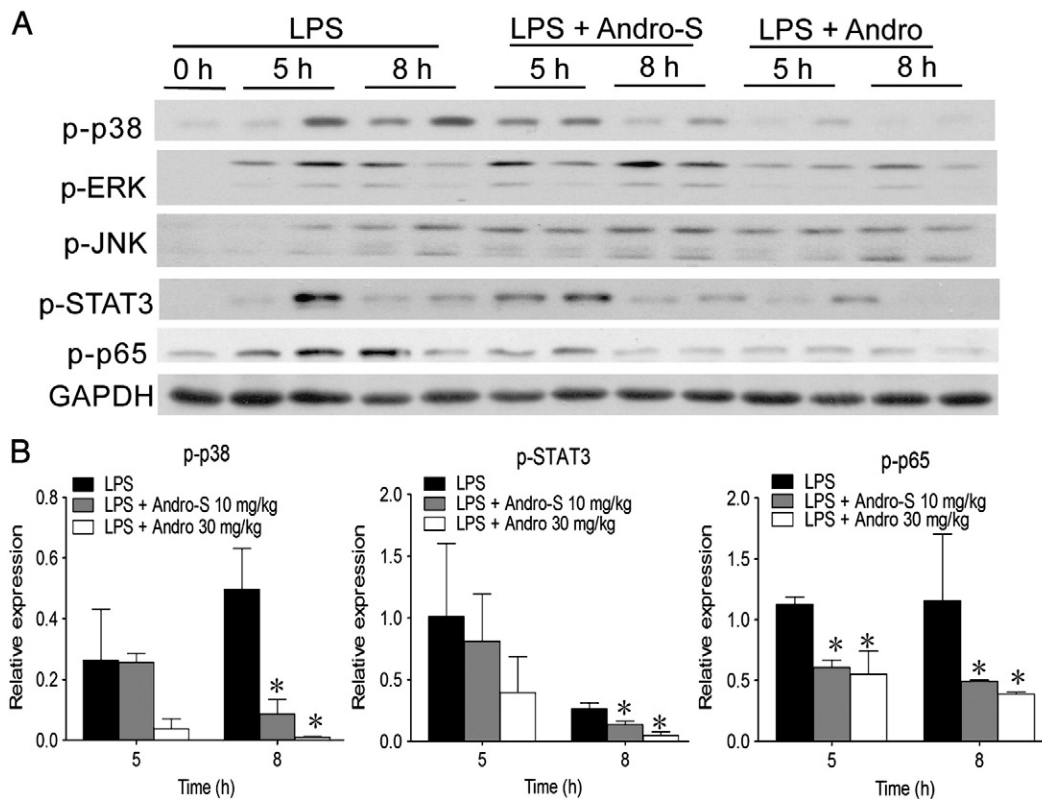 A
LPS LPS + Andro-S LPS + Andro
0 h 5 h 8 h 5 h 8 h 5 h 8 h
p-p38
p-ERK
p-JNK
p-STAT3
p-p65
GAPDH
B
p-p38
LPS
LPS + Andro-S 10 mg/kg
LPS + Andro 30 mg/kg
Relative expression
0.8
0.6
0.4
0.2
0.0
*
*
5 8
Time (h)
p-STAT3
LPS
LPS + Andro-S 10 mg/kg
LPS + Andro 30 mg/kg
Relative expression
2.0
1.5
1.0
0.5
0.0
*
*
5 8
Time (h)
p-p65
LPS
LPS + Andro-S 10 mg/kg
LPS + Andro 30 mg/kg
Relative expression
2.0
1.5
1.0
0.5
0.0
* *
* *
5 8
Time (h)